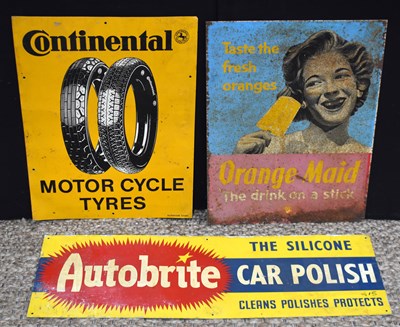 Continental
MOTOR CYCLE
TYRES
Taste the
fresh
oranges
Orange Maid
The drink on a stick
Autobrite
THE SILICONE
CAR POLISH
CLEANS POLISHES PROTECTS